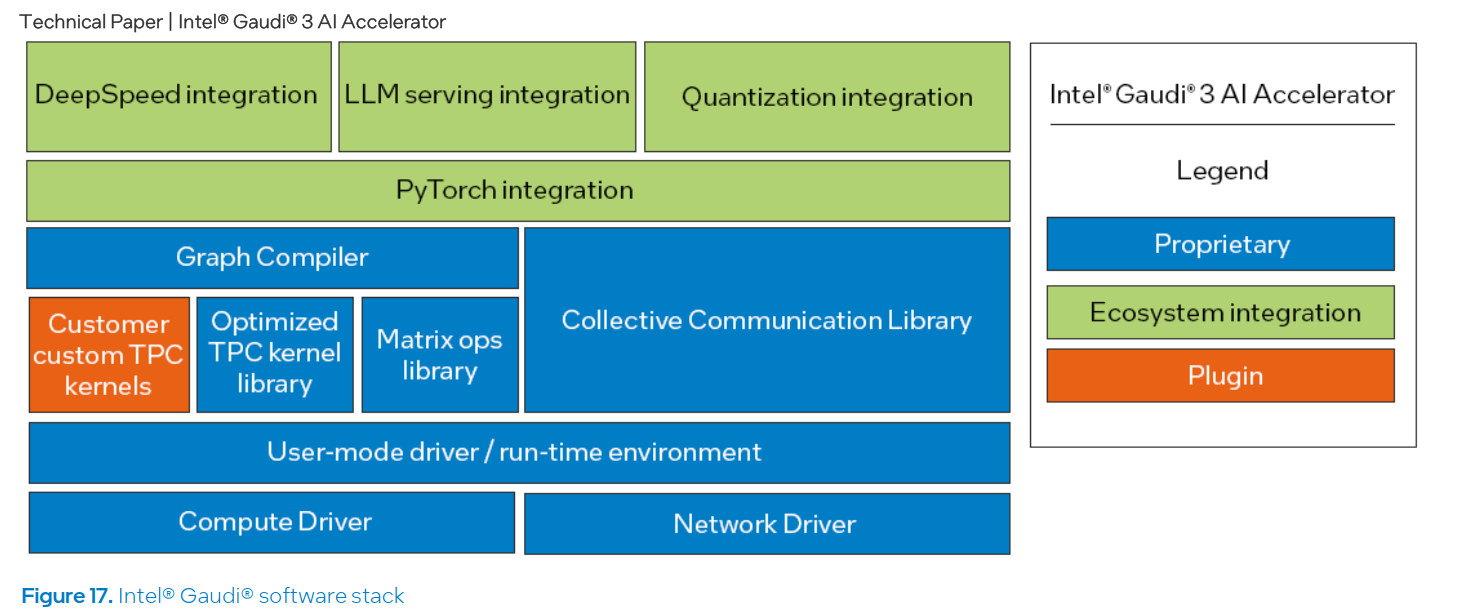 Technical Paper | Intel® Gaudi® 3 AI Accelerator
DeepSpeed integration
LLM serving integration
Quantization integration
PyTorch integration
Graph Compiler
Customer
custom TPC
kernels
Optimized
TPC kernel
library
Matrix ops
library
Collective Communication Library
User-mode driver / run-time environment
Compute Driver
Network Driver
Intel® Gaudi® 3 AI Accelerator
Legend
Proprietary
Ecosystem integration
Plugin
Figure 17. Intel® Gaudi® software stack